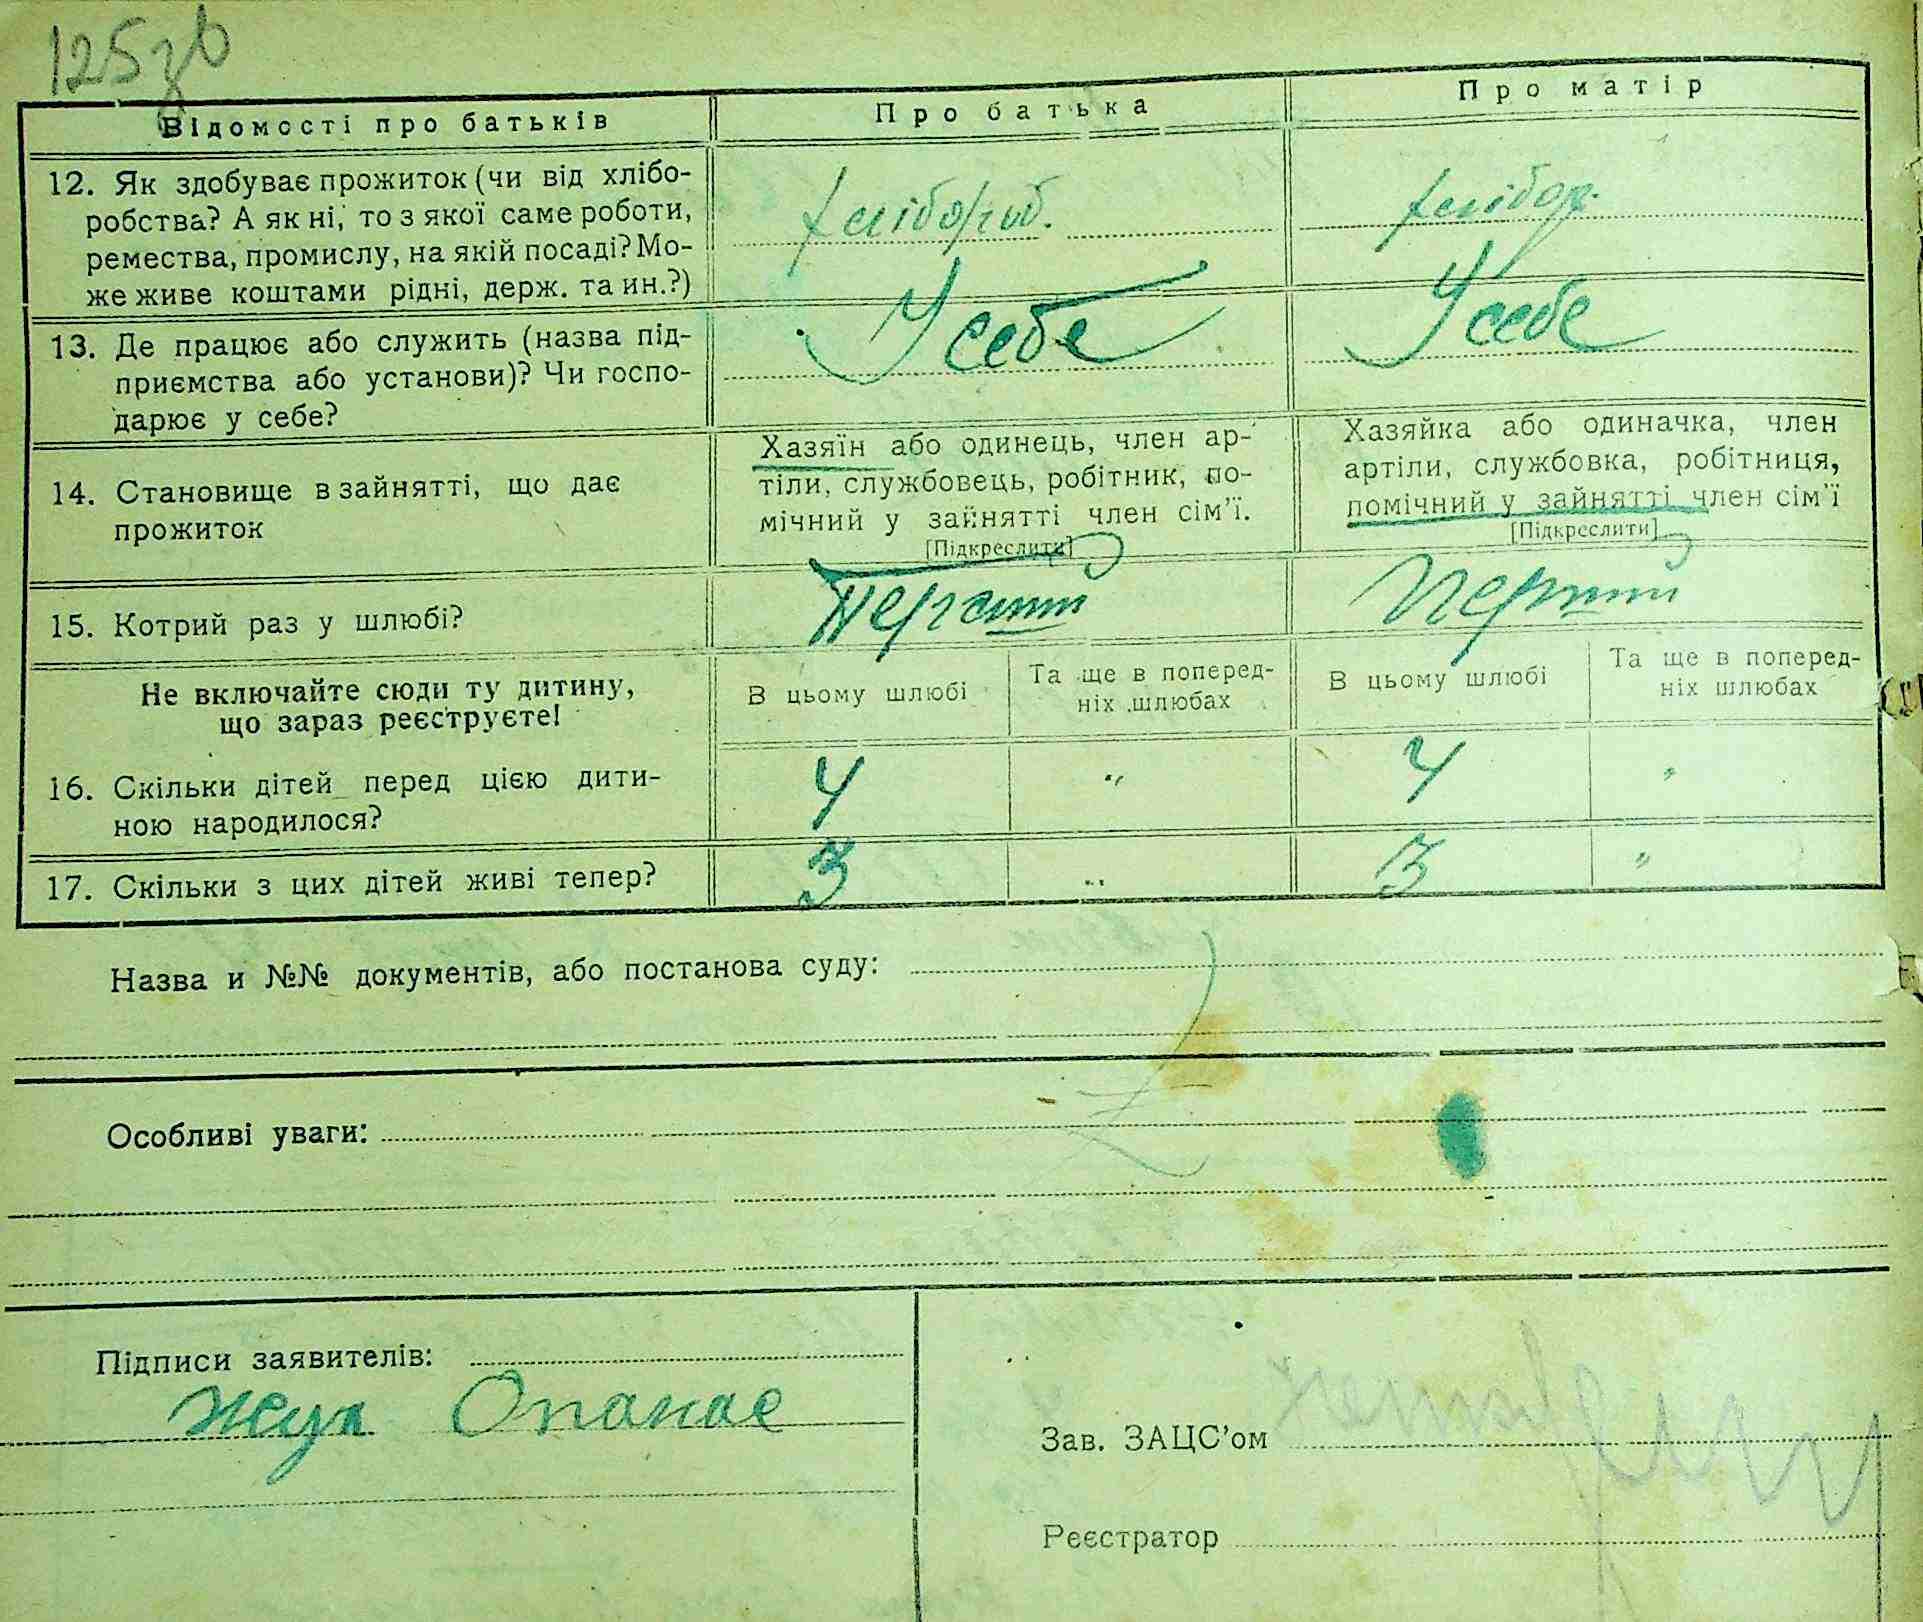 125зв
Відомості про батьків
Про батька
Про матір
12. Як здобуває прожиток (чи від хлібо-
робства? А як ні, то з якої саме роботи,
ремества, промислу, на якій посаді? Мо-
же живе коштами рідні, держ. та ин.?)
хлібороб.
хлібор.
13. Де працює або служить (назва під-
приємства або установи)? Чи госпо-
дарює у себе?
У себе
У себе
14. Становище в зайнятті, що дає
прожиток
Хазяїн або одинець, член ар-
тіли, службовець, робітник, по-
мічний у зайнятті член сім'ї.
[Підкреслити]
Хазяйка або одиначка, член
артіли, службовка, робітниця,
помічний у зайнятті член сім'ї
[Підкреслити]
15. Котрий раз у шлюбі?
Перший
Перший
Не включайте сюди ту дитину,
що зараз реєструєте!
В цьому шлюбі
Та ще в поперед-
ніх шлюбах
В цьому шлюбі
Та ще в поперед-
ніх шлюбах
16. Скільки дітей перед цією дити-
ною народилося?
4 " 4 "
17. Скільки з цих дітей живі тепер?
3 " 3 "
Назва и №№ документів, або постанова суду:
Особливі уваги:
Підписи заявителів:
Жук Опанас
Зав. ЗАЦС'ом
Реєстратор